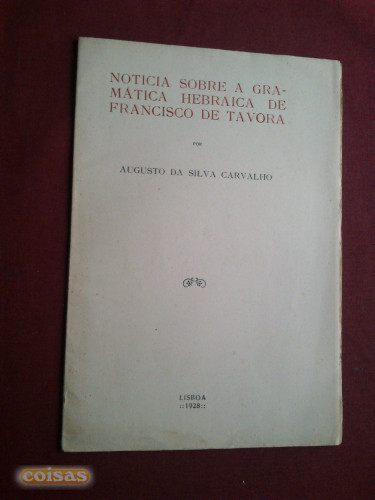 NOTICIA SOBRE A GRA-
MÁTICA HEBRAICA DE
FRANCISCO DE TAVORA
POR
AUGUSTO DA SILVA CARVALHO
LISBOA
::1928::
coisas